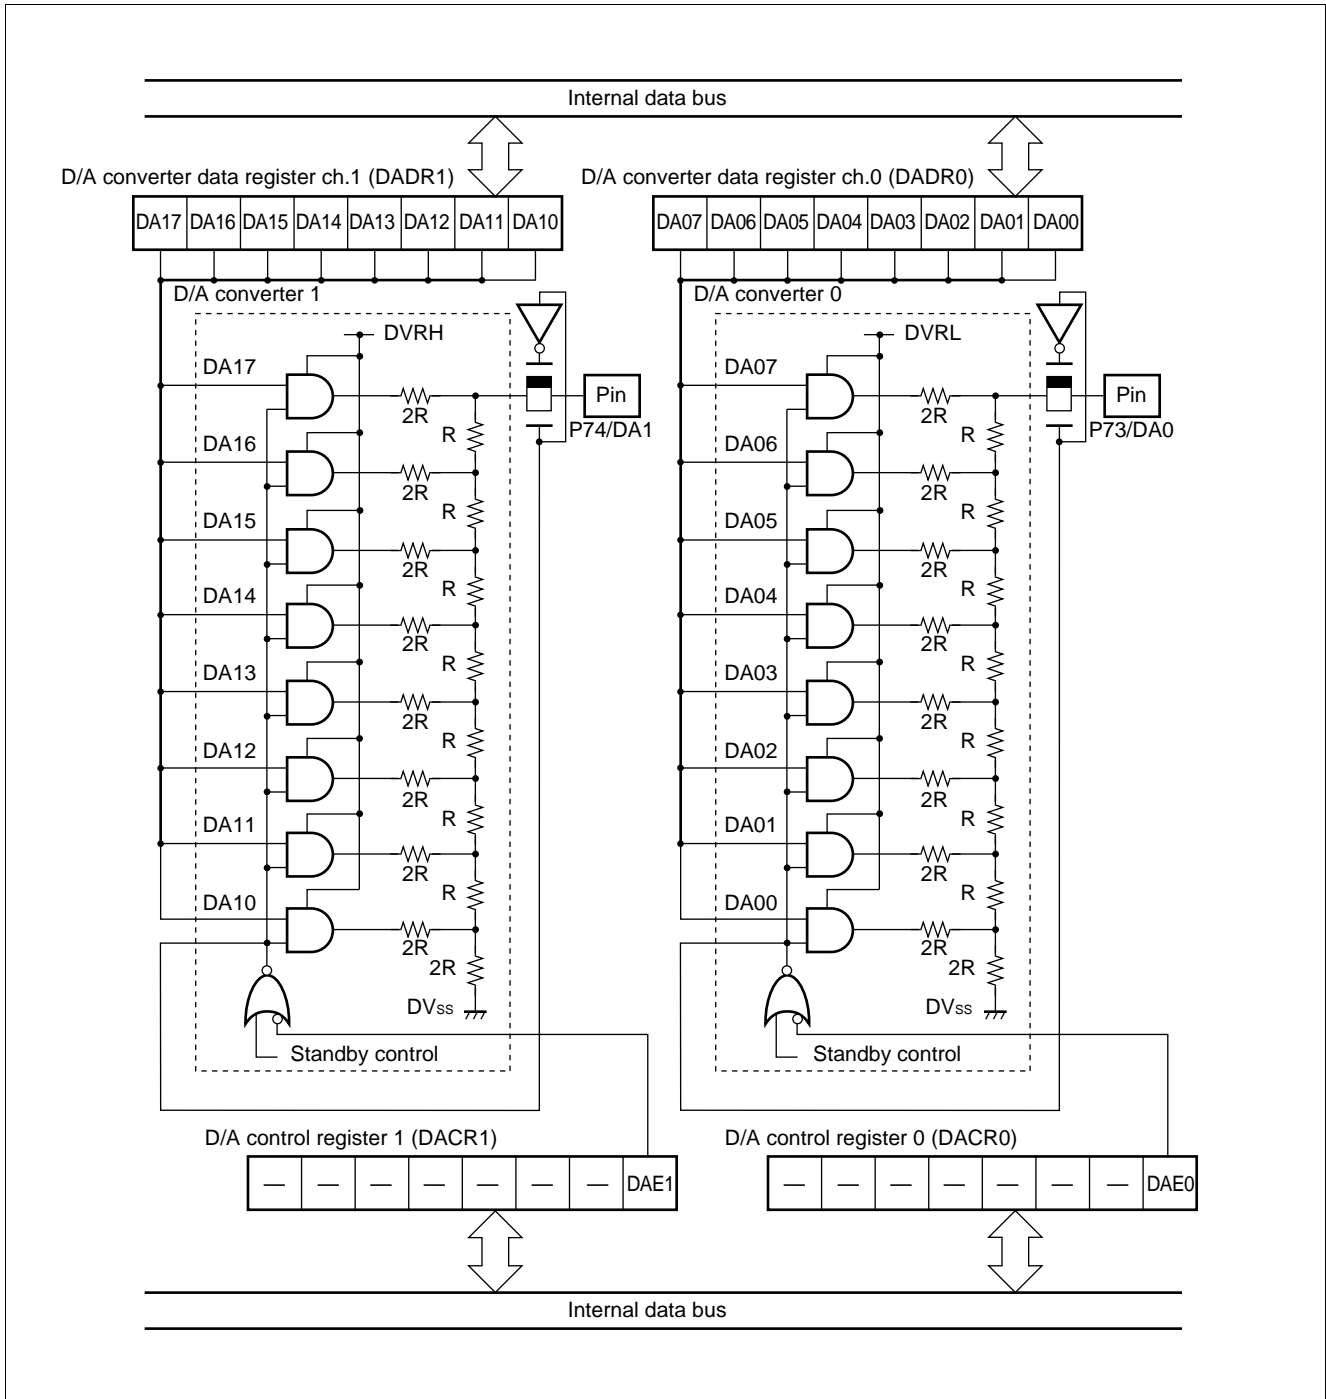 Internal data bus
D/A converter data register ch.1 (DADR1)
D/A converter data register ch.0 (DADR0)
DA17 DA16 DA15 DA14 DA13 DA12 DA11 DA10
DA07 DA06 DA05 DA04 DA03 DA02 DA01 DA00
D/A converter 1
DVRH
DA17
2R
R
Pin
P74/DA1
DA16
2R
R
DA15
2R
R
DA14
2R
R
DA13
2R
R
DA12
2R
R
DA11
2R
R
DA10
2R
2R
DVss
Standby control
D/A converter 0
DVRL
DA07
2R
R
Pin
P73/DA0
DA06
2R
R
DA05
2R
R
DA04
2R
R
DA03
2R
R
DA02
2R
R
DA01
2R
R
DA00
2R
2R
DVss
Standby control
D/A control register 1 (DACR1)
— — — — — — — DAE1
D/A control register 0 (DACR0)
— — — — — — — DAE0
Internal data bus